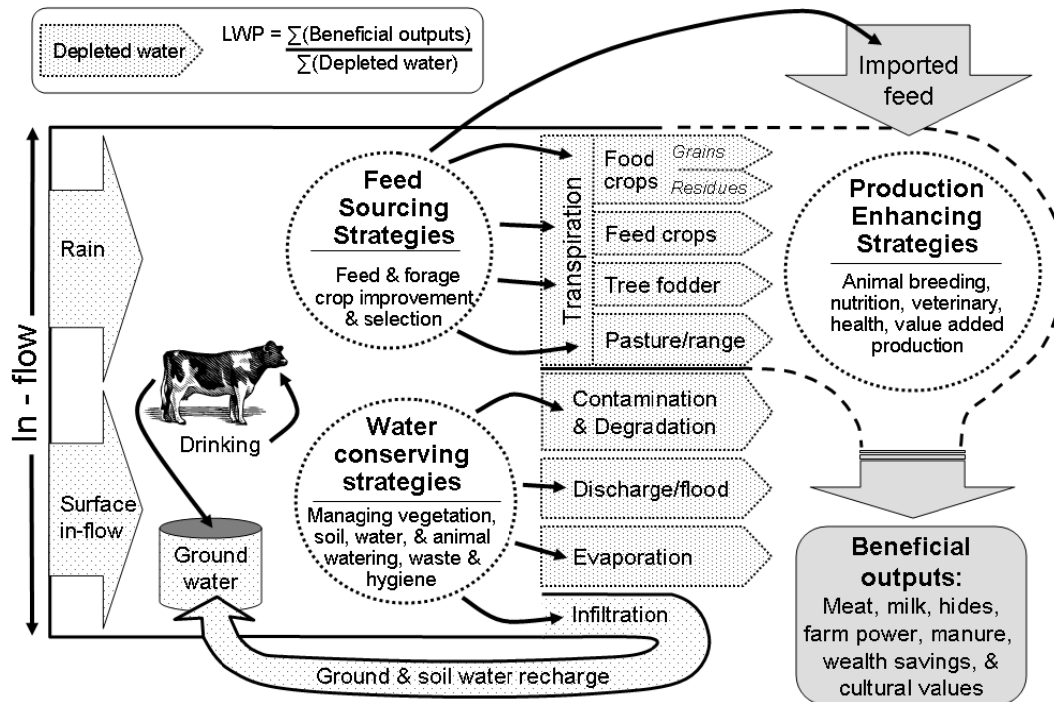 Depleted water
LWP = ∑(Beneficial outputs)
∑(Depleted water)
Imported
feed
In - flow
Rain
Surface
in-flow
Drinking
Ground
water
Feed
Sourcing
Strategies
Feed & forage
crop improvement
& selection
Water
conserving
strategies
Managing vegetation,
soil, water, & animal
watering, waste &
hygiene
Transpiration
Food
crops
Grains
Residues
Feed crops
Tree fodder
Pasture/range
Contamination
& Degradation
Discharge/flood
Evaporation
Infiltration
Ground & soil water recharge
Production
Enhancing
Strategies
Animal breeding,
nutrition, veterinary,
health, value added
production
Beneficial
outputs:
Meat, milk, hides,
farm power, manure,
wealth savings, &
cultural values